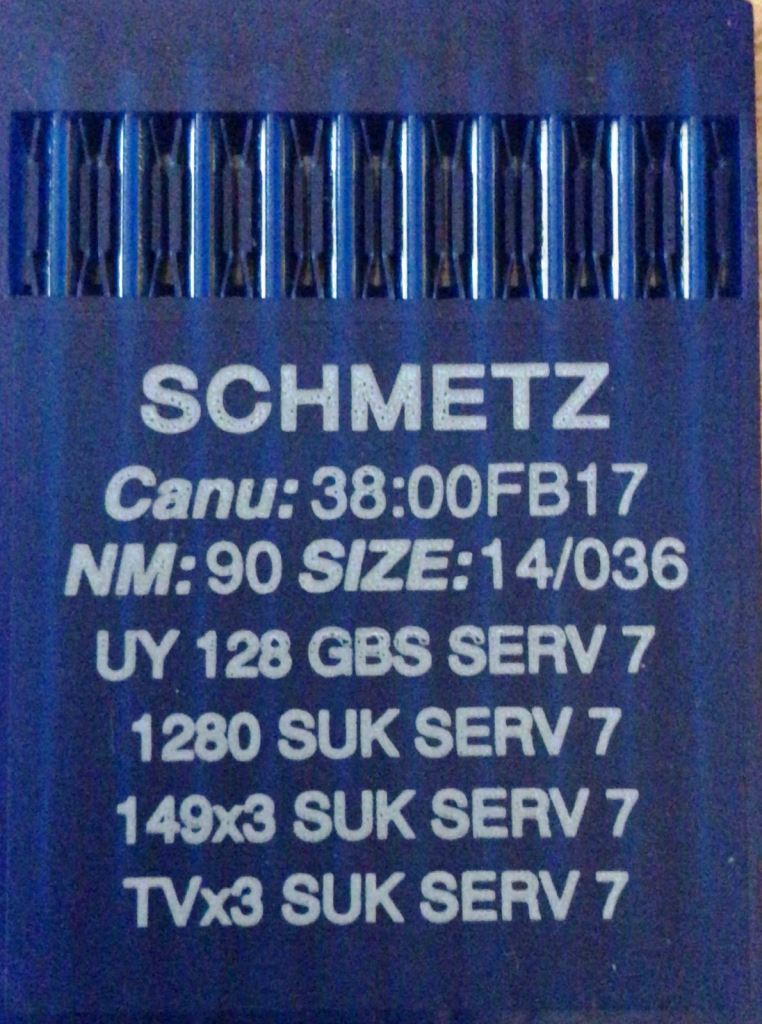 SCHMETZ
Canu: 38:00FB17
NM: 90 SIZE: 14/036
UY 128 GBS SERV 7
1280 SUK SERV 7
149x3 SUK SERV 7
TVx3 SUK SERV 7